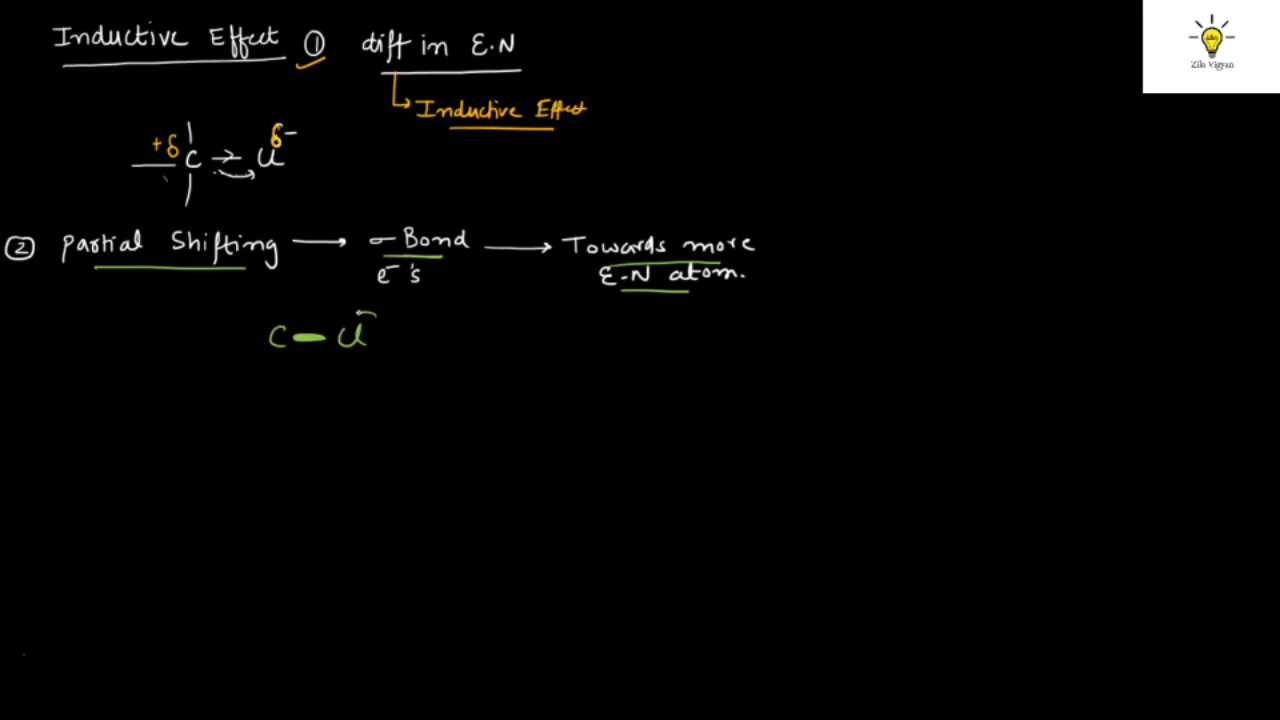 Inductive Effect ① diff in E.N
Inductive Effect
+δ C → Cl δ-
② Partial Shifting → σ-Bond → Towards more
e⁻'s E.-N atom.
C - Cl
Zila Vigyan